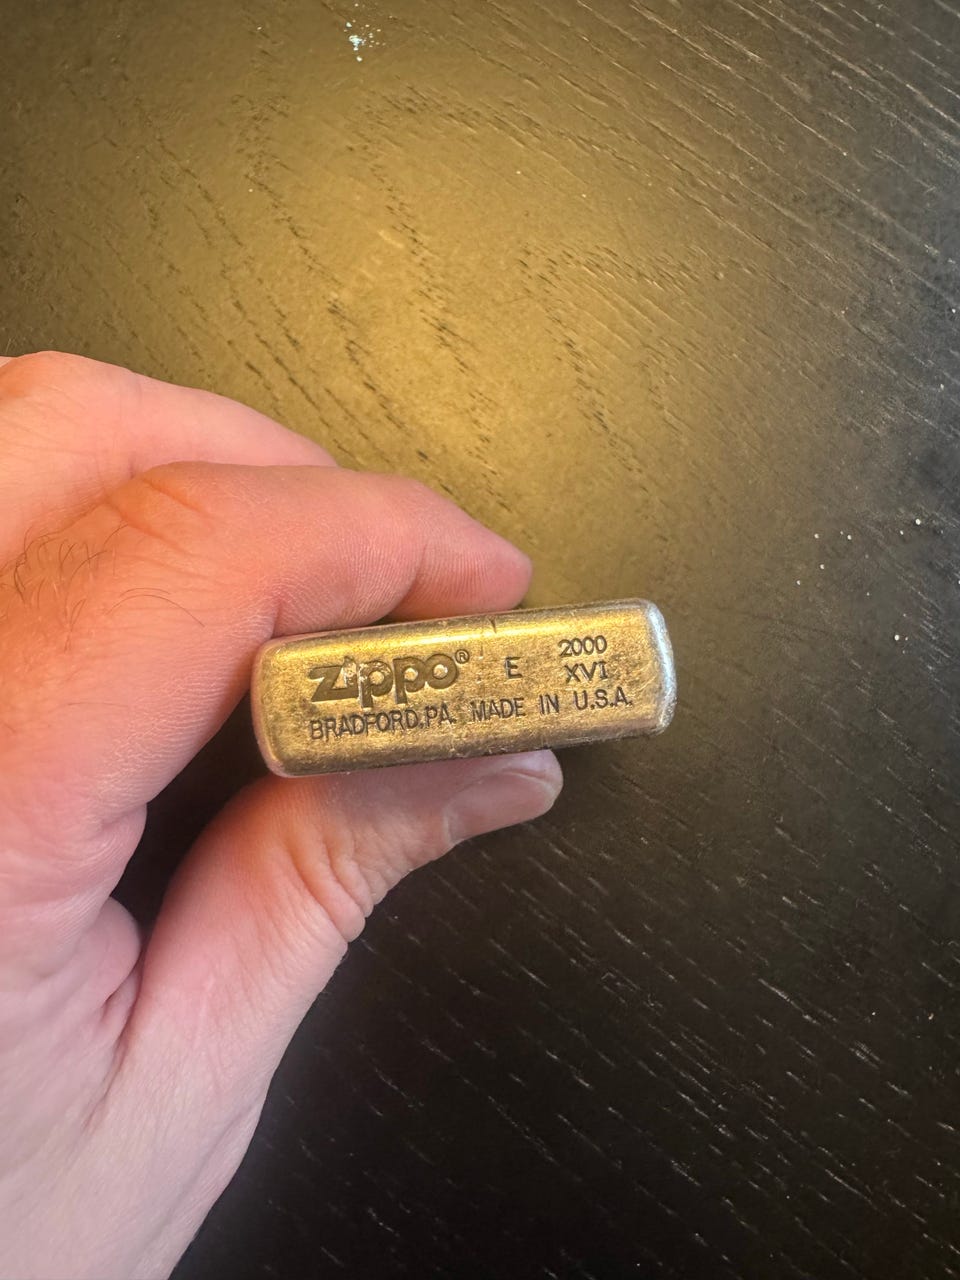 zippo® E 2000
XVI
BRADFORD, PA. MADE IN U.S.A.